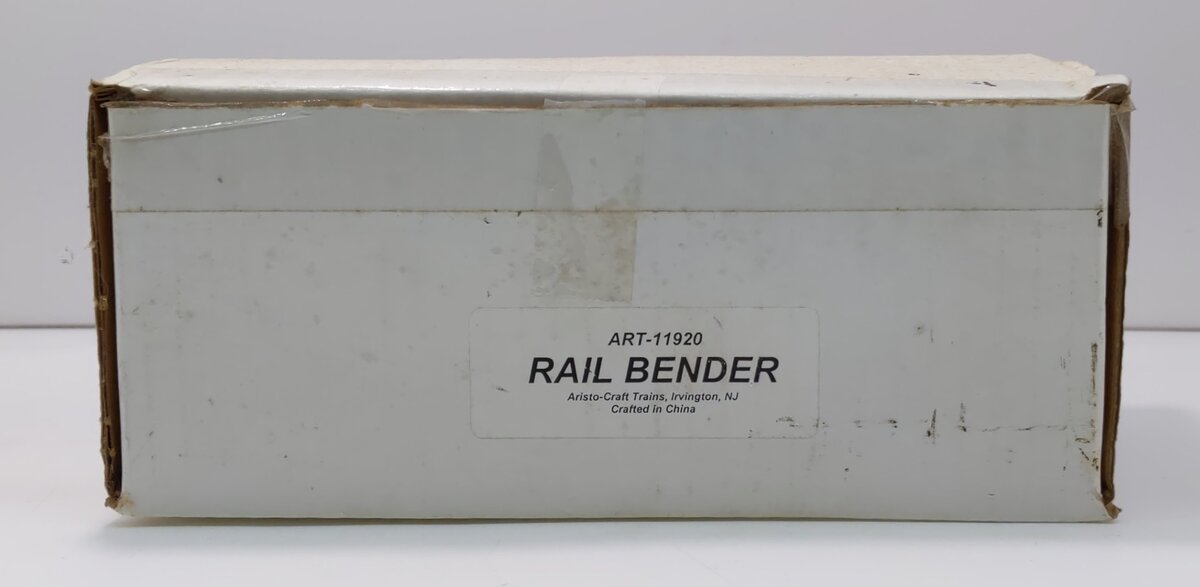 ART-11920
RAIL BENDER
Aristo-Craft Trains, Irvington, NJ
Crafted in China